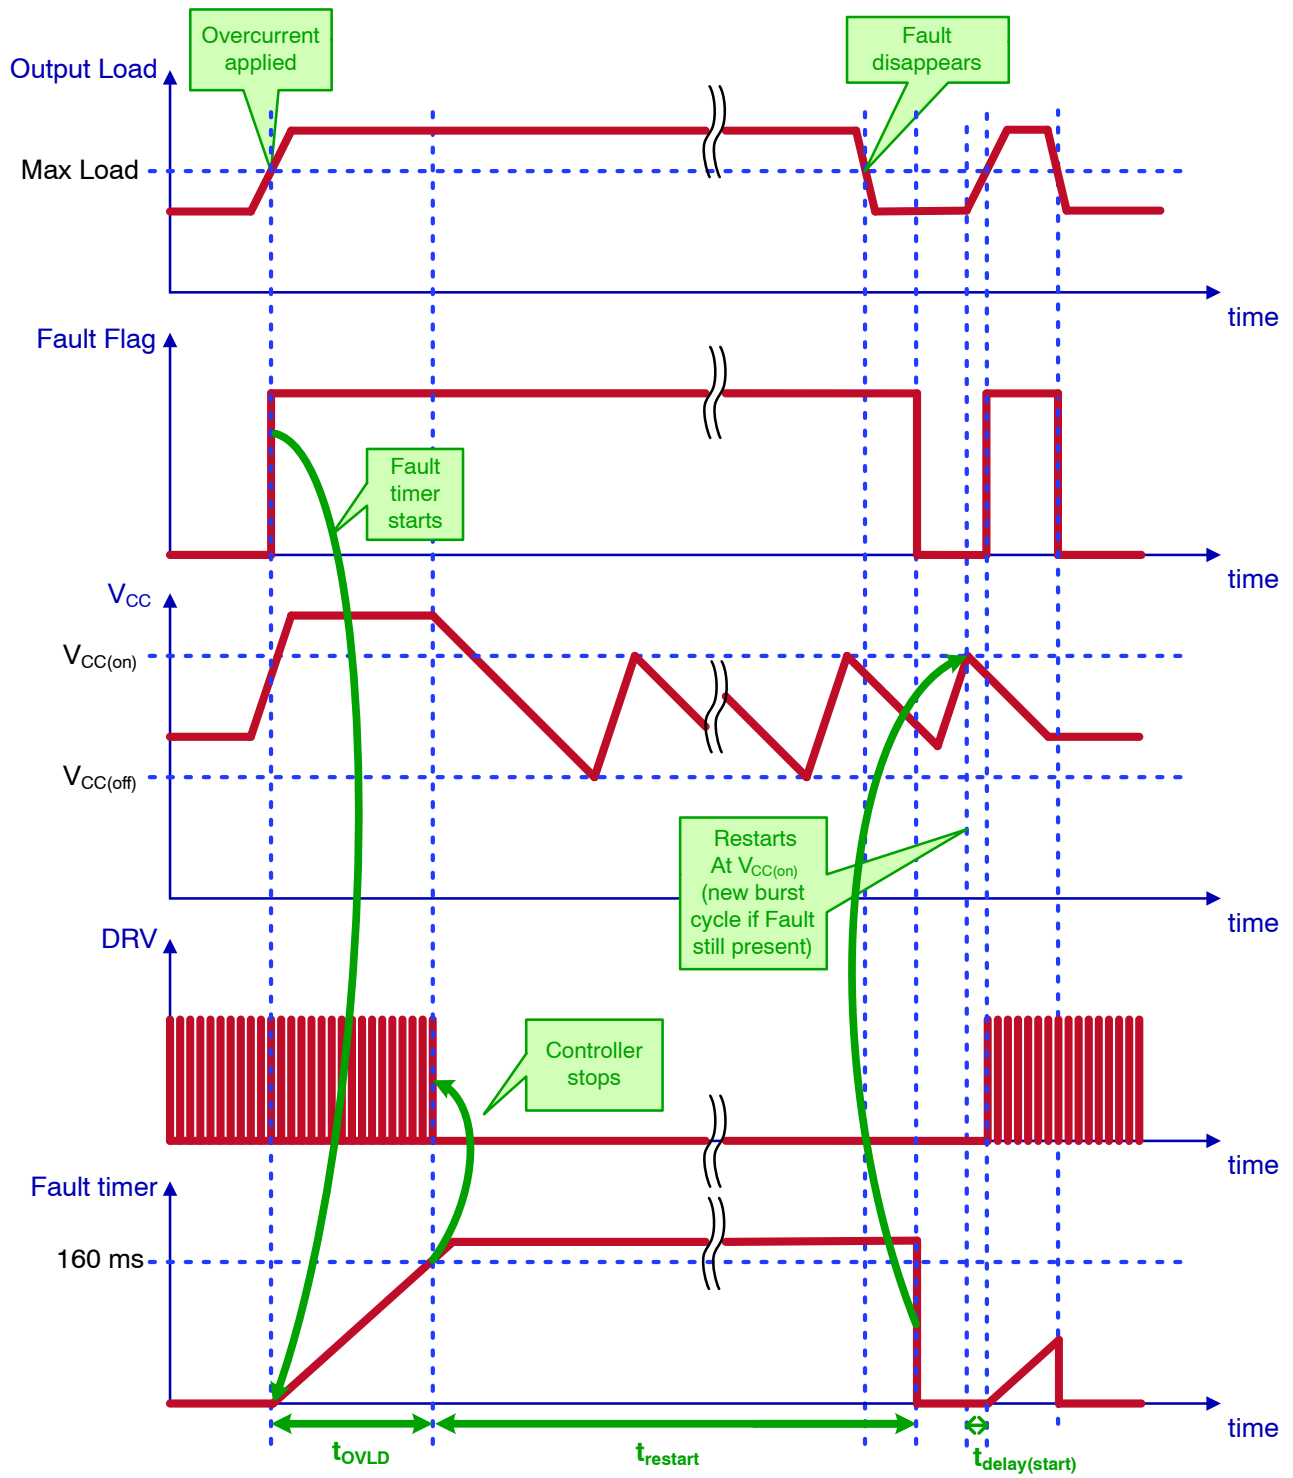 Overcurrent
applied
Fault
disappears
Output Load
Max Load
time
Fault Flag
Fault
timer
starts
time
VCC
VCC(on)
VCC(off)
Restarts
At VCC(on)
(new burst
cycle if Fault
still present)
time
DRV
Controller
stops
time
Fault timer
160 ms
time
tOVLD
trestart
tdelay(start)